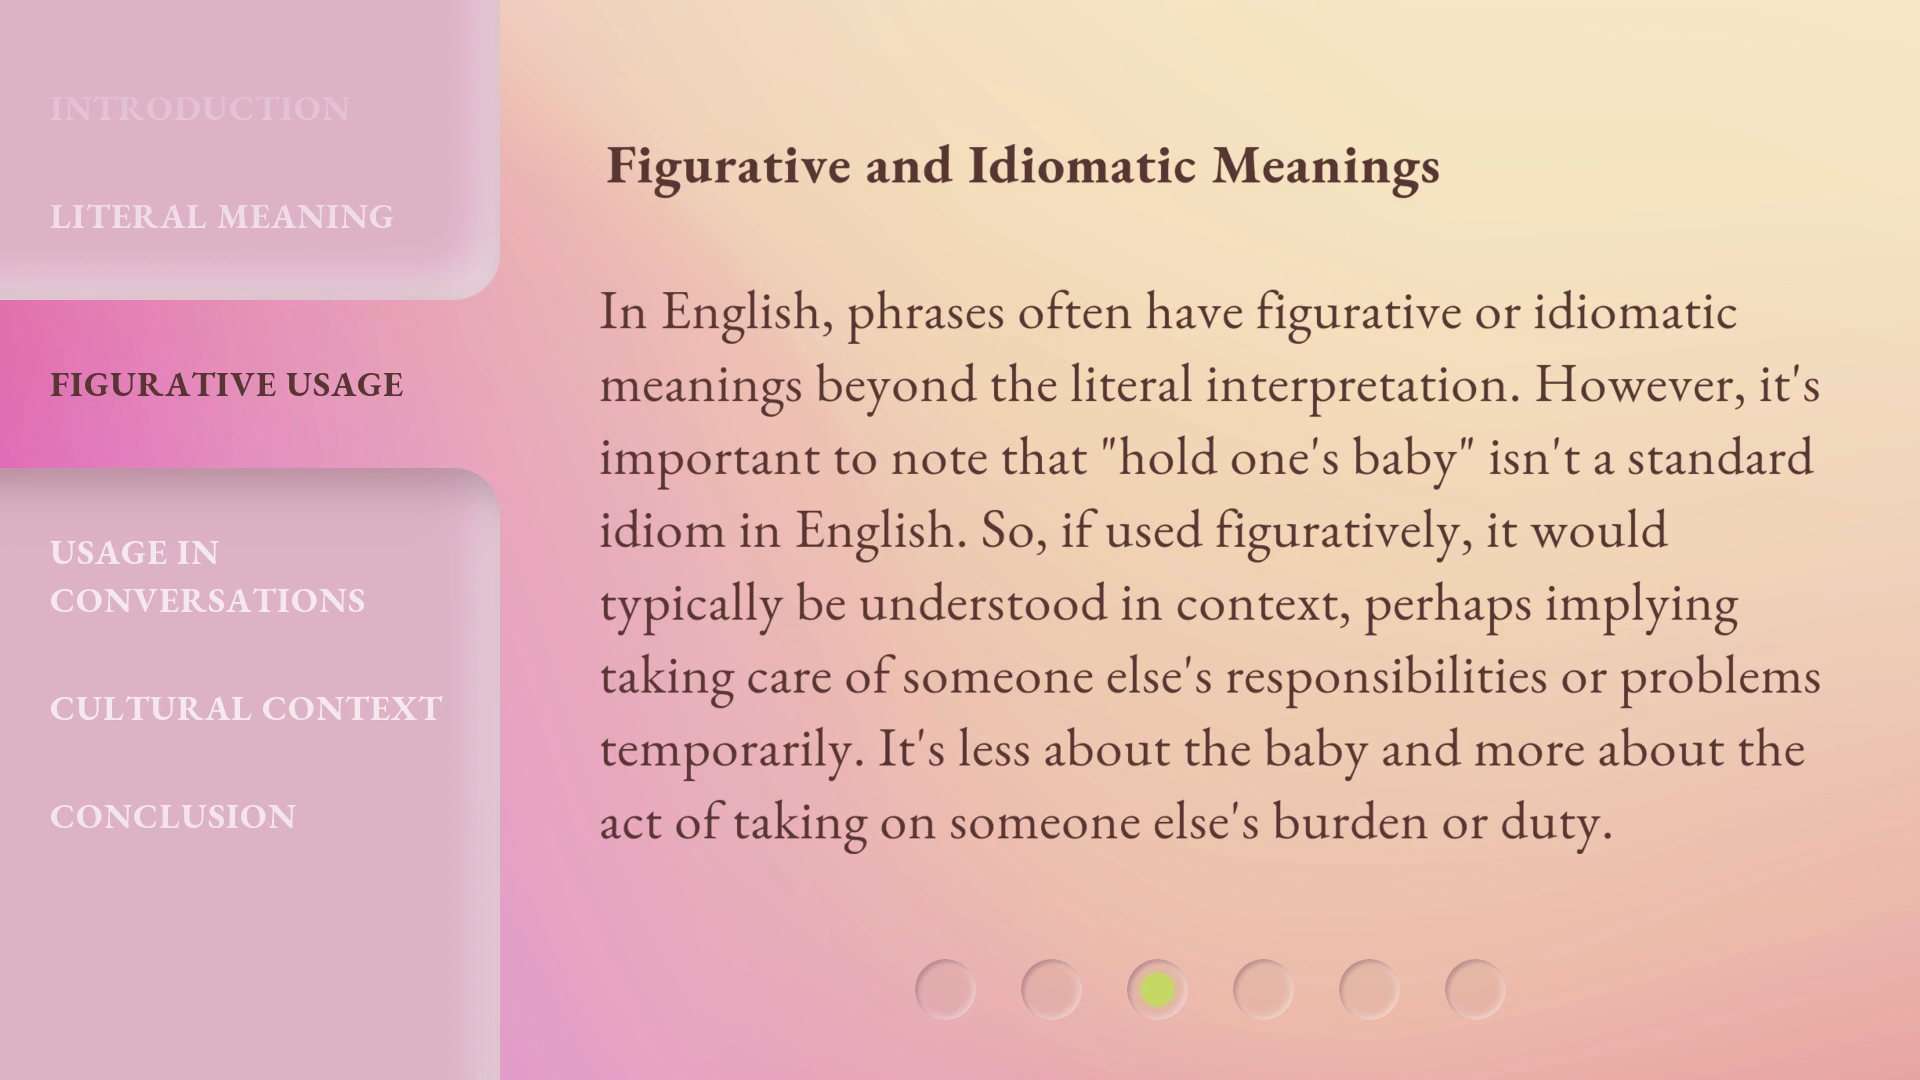 INTRODUCTION
LITERAL MEANING
FIGURATIVE USAGE
USAGE IN
CONVERSATIONS
CULTURAL CONTEXT
CONCLUSION
Figurative and Idiomatic Meanings
In English, phrases often have figurative or idiomatic
meanings beyond the literal interpretation. However, it's
important to note that "hold one's baby" isn't a standard
idiom in English. So, if used figuratively, it would
typically be understood in context, perhaps implying
taking care of someone else's responsibilities or problems
temporarily. It's less about the baby and more about the
act of taking on someone else's burden or duty.